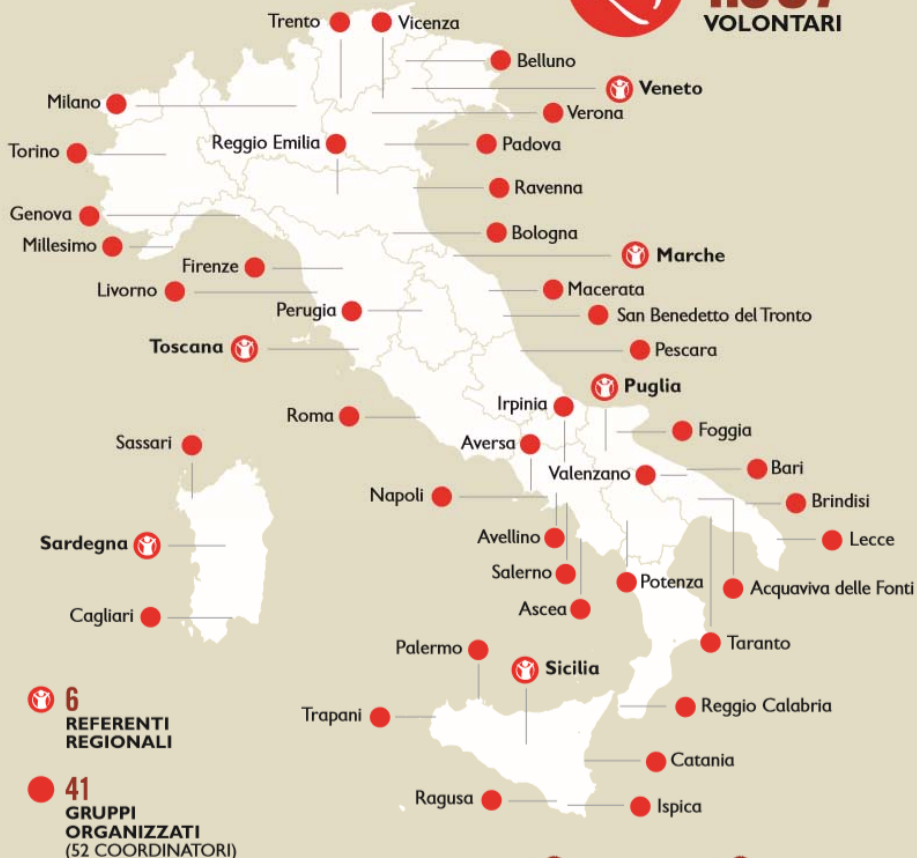 VOLONTARI
Trento
Vicenza
Belluno
Veneto
Milano
Verona
Reggio Emilia
Padova
Torino
Ravenna
Genova
Bologna
Millesimo
Marche
Firenze
Livorno
Macerata
Perugia
San Benedetto del Tronto
Toscana
Pescara
Puglia
Irpinia
Roma
Foggia
Sassari
Aversa
Valenzano
Bari
Napoli
Brindisi
Avellino
Lecce
Sardegna
Salerno
Potenza
Acquaviva delle Fonti
Ascea
Cagliari
Taranto
Palermo
Sicilia
6
REFERENTI
REGIONALI
Trapani
Reggio Calabria
Catania
Ragusa
Ispica
41
GRUPPI
ORGANIZZATI
(52 COORDINATORI)